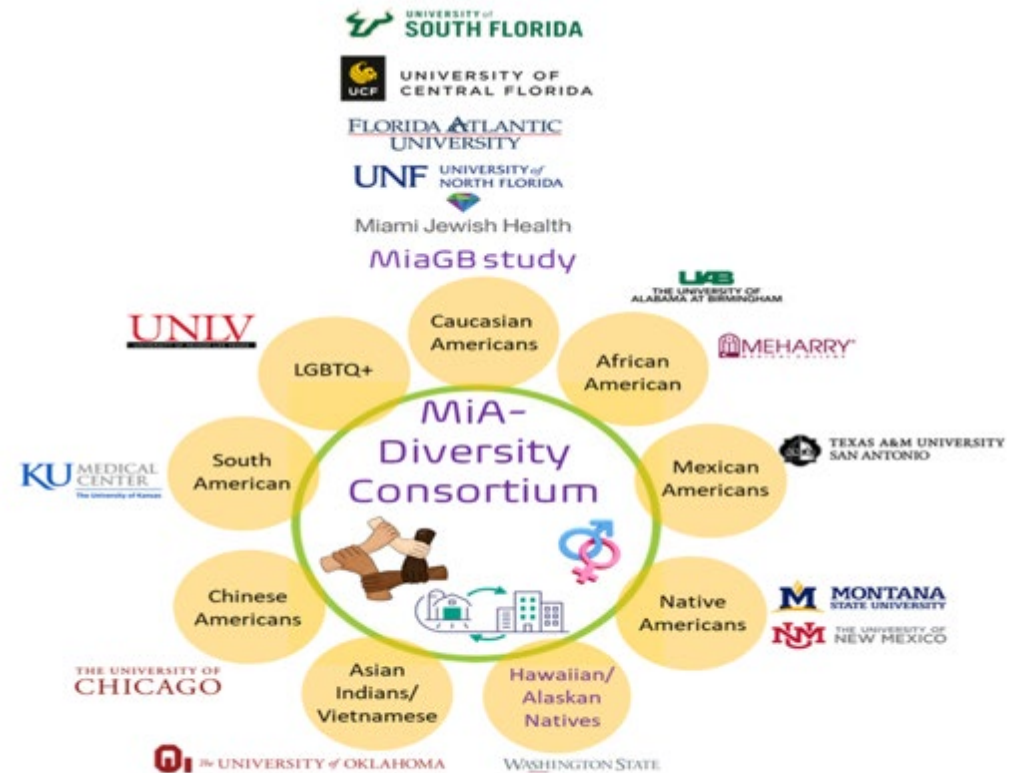 UNIVERSITY of
SOUTH FLORIDA
UCF
UNIVERSITY OF
CENTRAL FLORIDA
FLORIDA ATLANTIC
UNIVERSITY
UNF UNIVERSITY of
NORTH FLORIDA
Miami Jewish Health
MiaGB study
Caucasian
Americans
UAB
THE UNIVERSITY OF
ALABAMA AT BIRMINGHAM
African
American
MEHARRY
Mexican
Americans
TEXAS A&M UNIVERSITY
SAN ANTONIO
Native
Americans
M MONTANA
STATE UNIVERSITY
NM THE UNIVERSITY OF
NEW MEXICO
Hawaiian/
Alaskan
Natives
WASHINGTON STATE
Asian
Indians/
Vietnamese
The UNIVERSITY of OKLAHOMA
Chinese
Americans
THE UNIVERSITY OF
CHICAGO
South
American
KU MEDICAL
CENTER
The University of Kansas
LGBTQ+
UNLV
MiA-
Diversity
Consortium